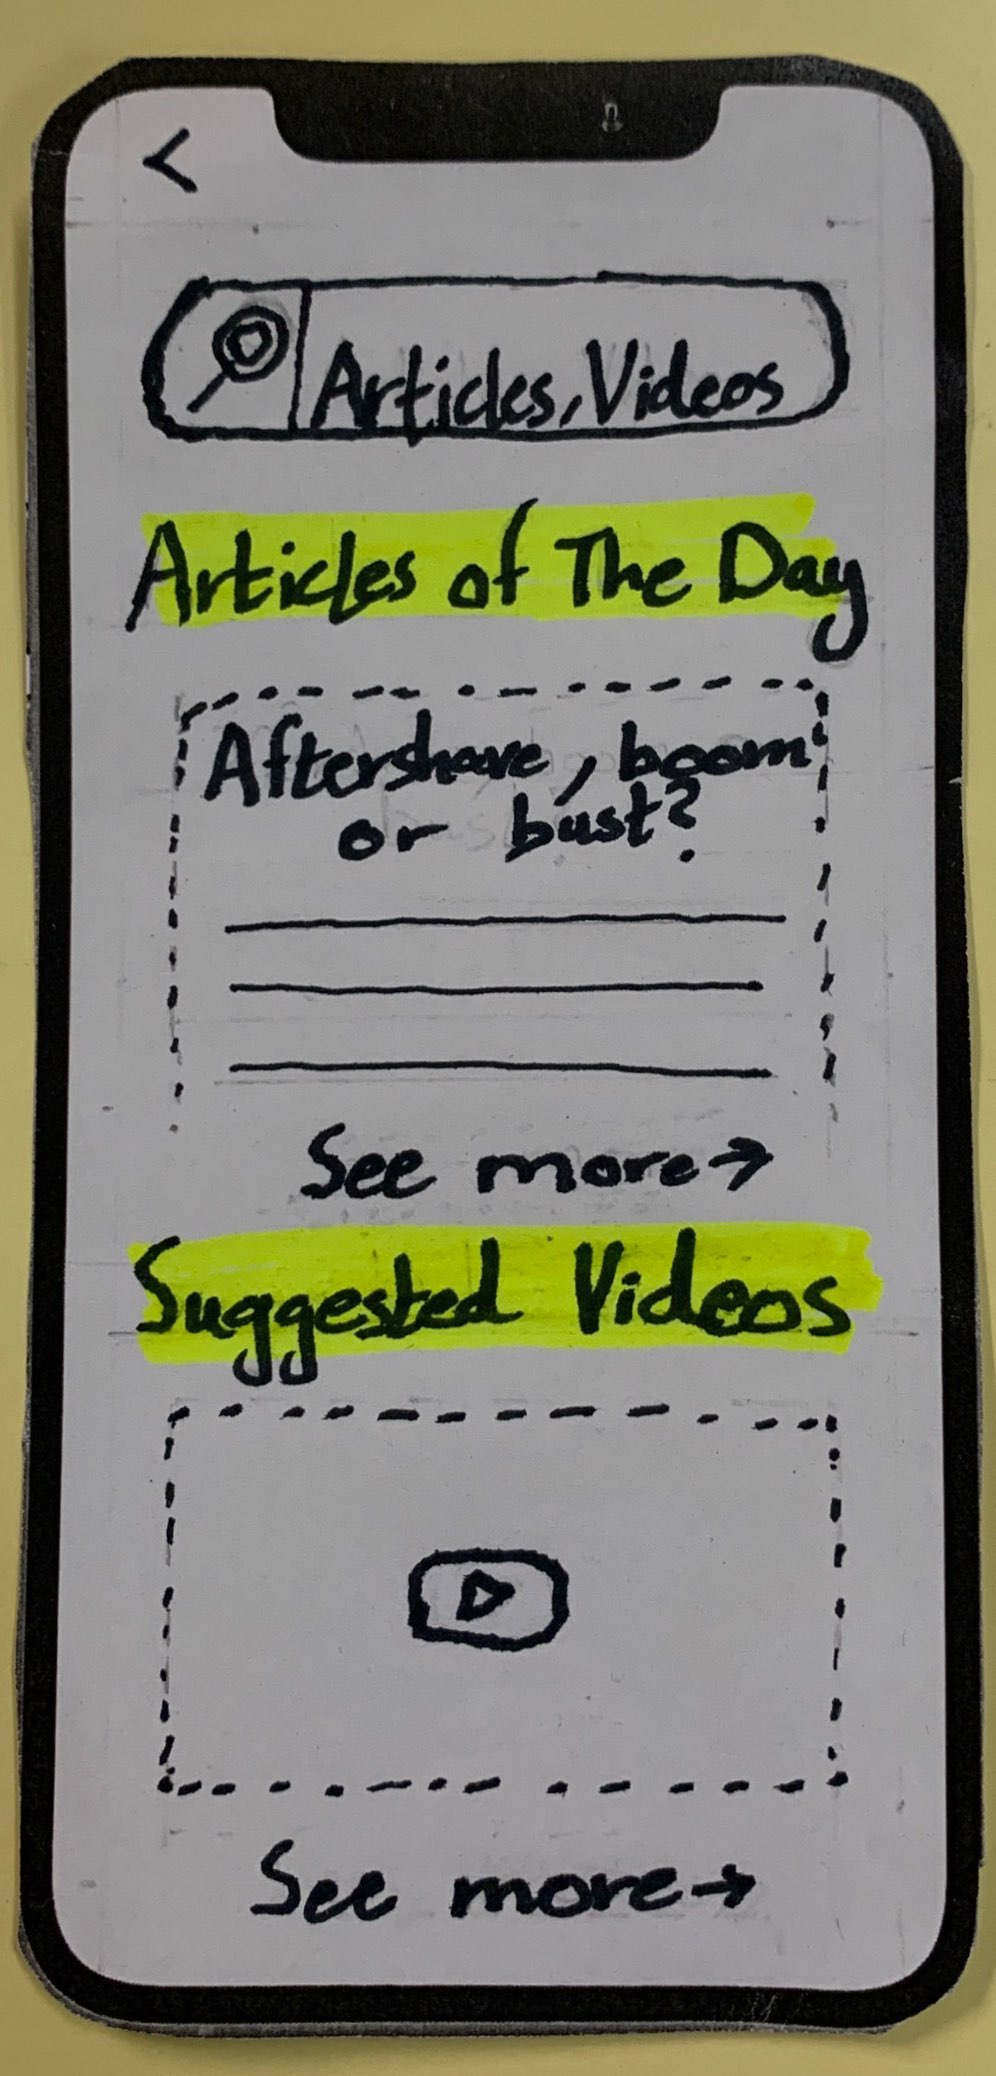 <
Articles, Videos
Articles of The Day
Aftershave, boom
or bust?
See more→
Suggested Videos
See more→